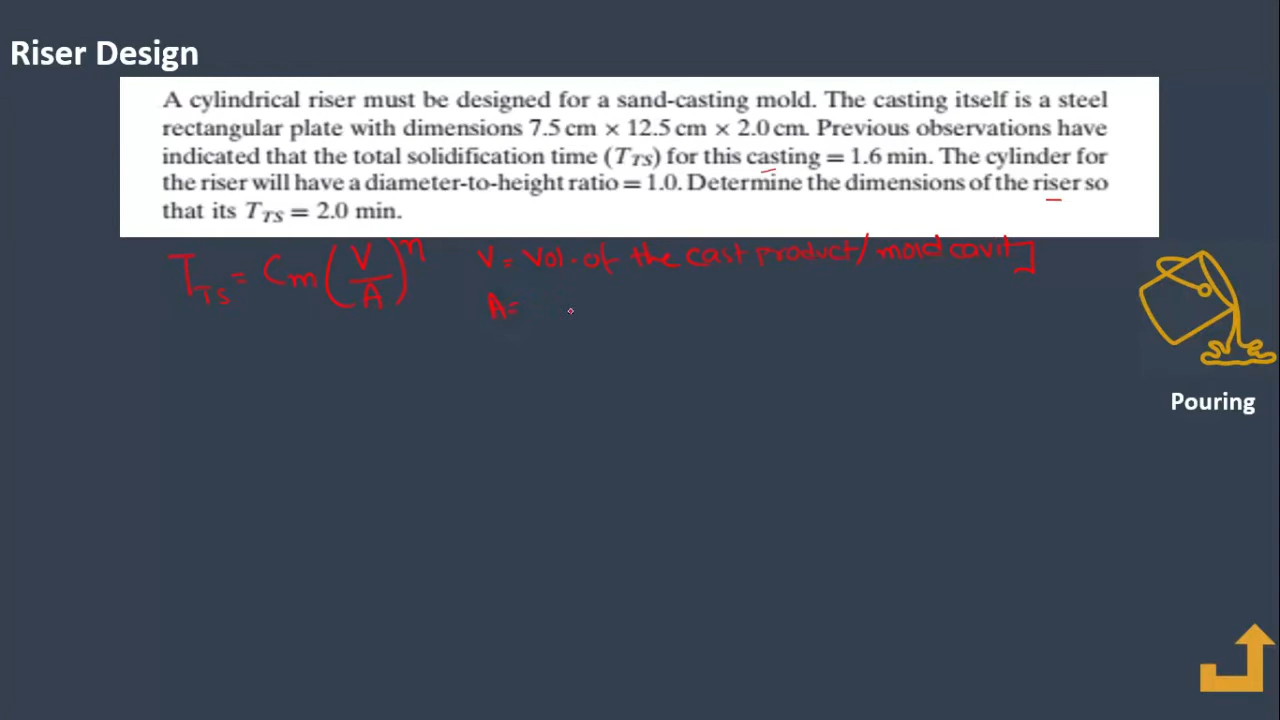 Riser Design
A cylindrical riser must be designed for a sand-casting mold. The casting itself is a steel
rectangular plate with dimensions 7.5 cm × 12.5 cm × 2.0 cm. Previous observations have
indicated that the total solidification time (T_TS) for this casting = 1.6 min. The cylinder for
the riser will have a diameter-to-height ratio = 1.0. Determine the dimensions of the riser so
that its T_TS = 2.0 min.
T_TS = Cm (V/A)^n
V = Vol. of the cast product/mold cavity
A =
Pouring